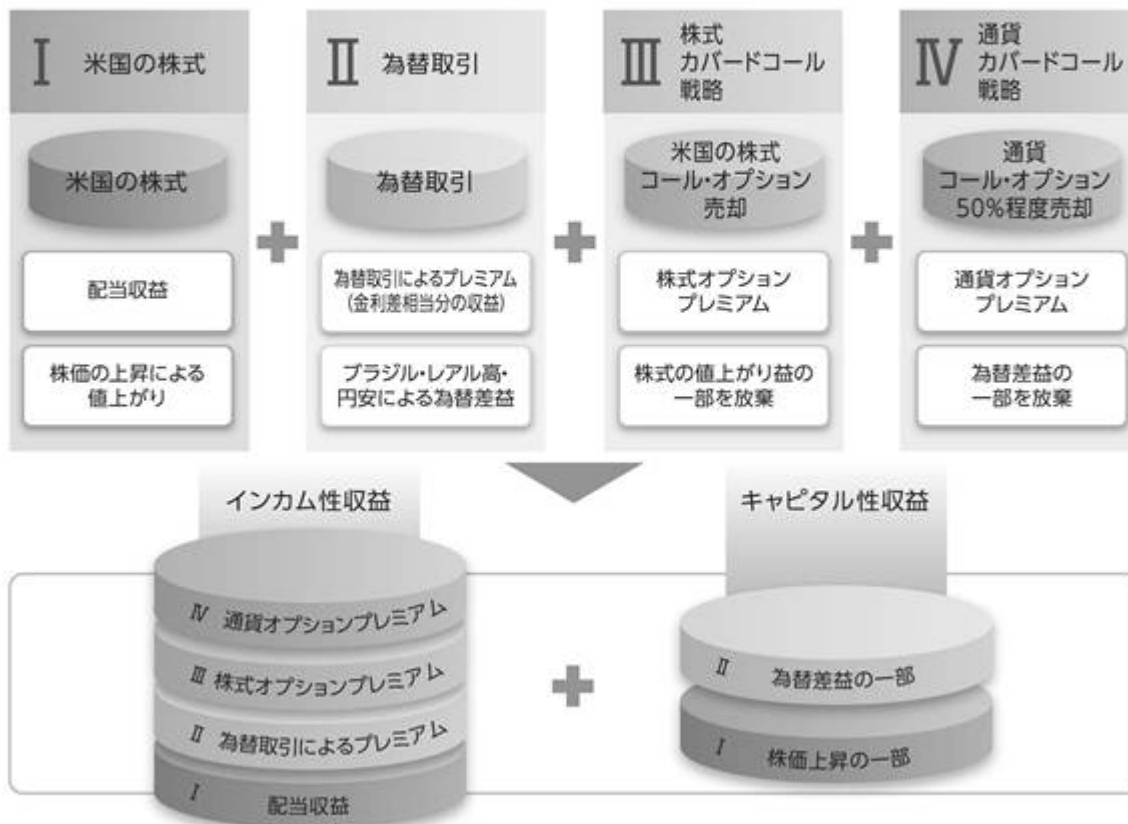 I 米国の株式
米国の株式
配当収益
株価の上昇による
値上がり
+
II 為替取引
為替取引
為替取引によるプレミアム
(金利差相当分の収益)
ブラジル・レアル高・
円安による為替差益
+
III 株式
カバードコール
戦略
米国の株式
コール・オプション
売却
株式オプション
プレミアム
株式の値上がり益の
一部を放棄
+
IV 通貨
カバードコール
戦略
通貨
コール・オプション
50%程度売却
通貨オプション
プレミアム
為替差益の
一部を放棄
インカム性収益
IV 通貨オプションプレミアム
III 株式オプションプレミアム
II 為替取引によるプレミアム
I 配当収益
+
キャピタル性収益
II 為替差益の一部
I 株価上昇の一部